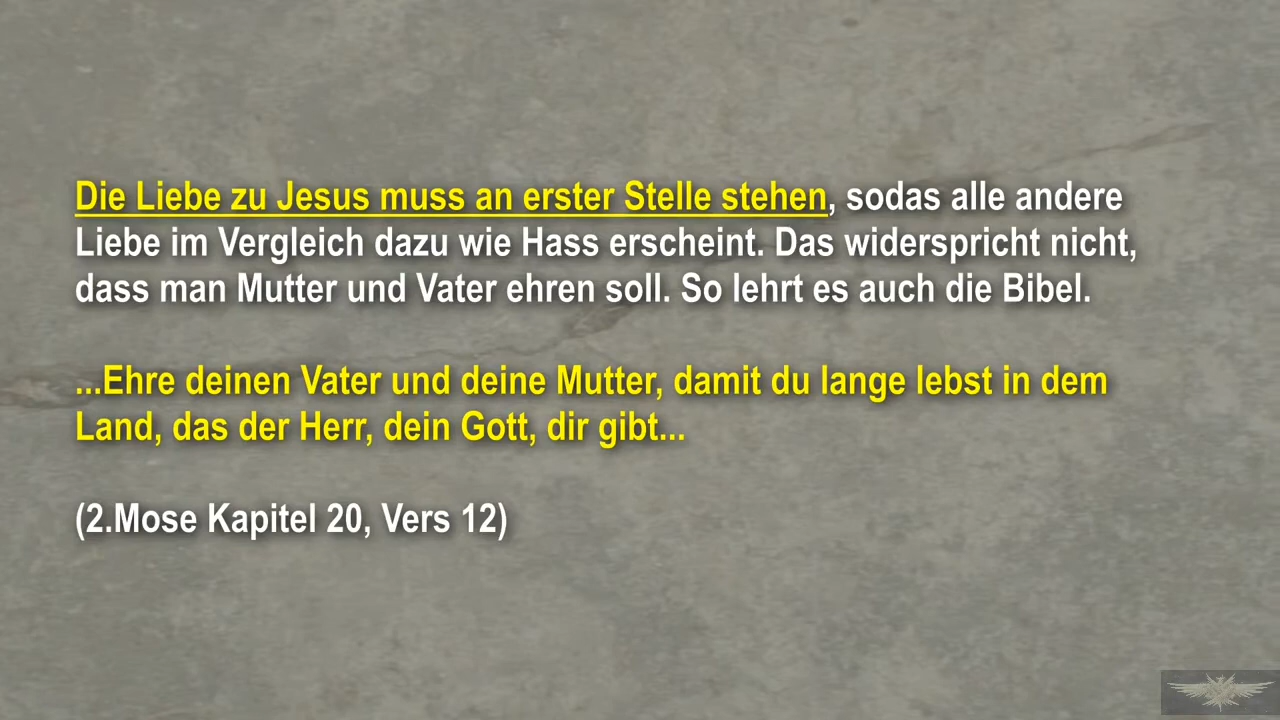 Die Liebe zu Jesus muss an erster Stelle stehen, sodas alle andere
Liebe im Vergleich dazu wie Hass erscheint. Das widerspricht nicht,
dass man Mutter und Vater ehren soll. So lehrt es auch die Bibel.
...Ehre deinen Vater und deine Mutter, damit du lange lebst in dem
Land, das der Herr, dein Gott, dir gibt...
(2.Mose Kapitel 20, Vers 12)